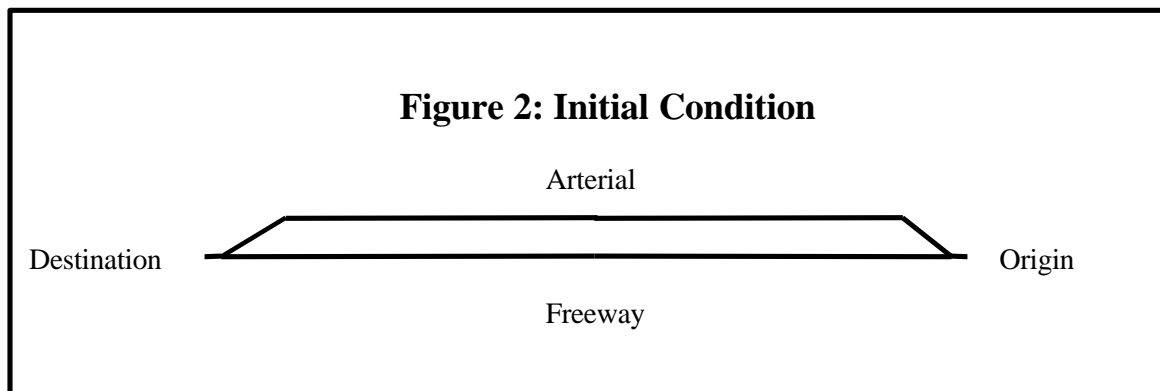 Figure 2: Initial Condition
Arterial
Destination
Origin
Freeway